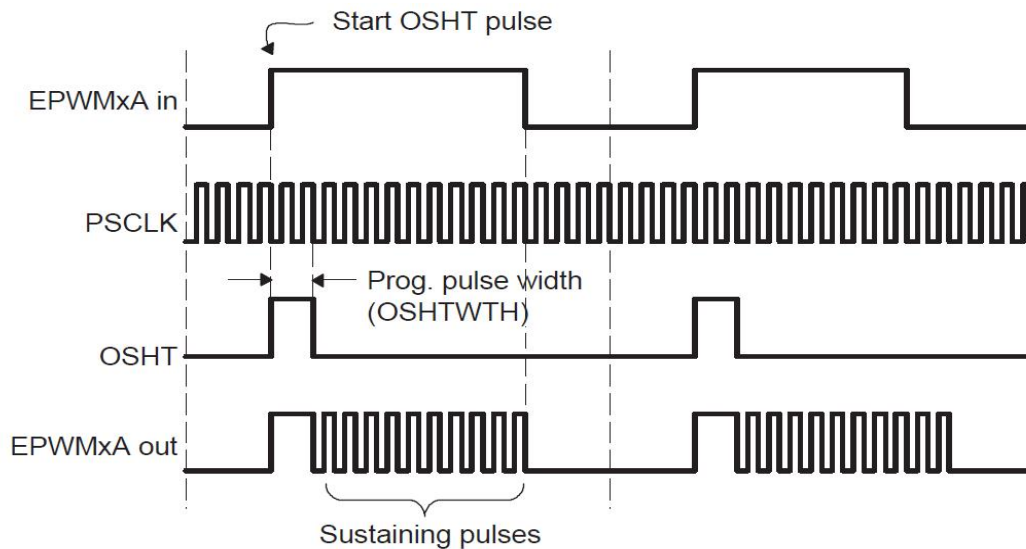 Start OSHT pulse
EPWMxA in
PSCLK
Prog. pulse width
(OSHTWTH)
OSHT
EPWMxA out
Sustaining pulses